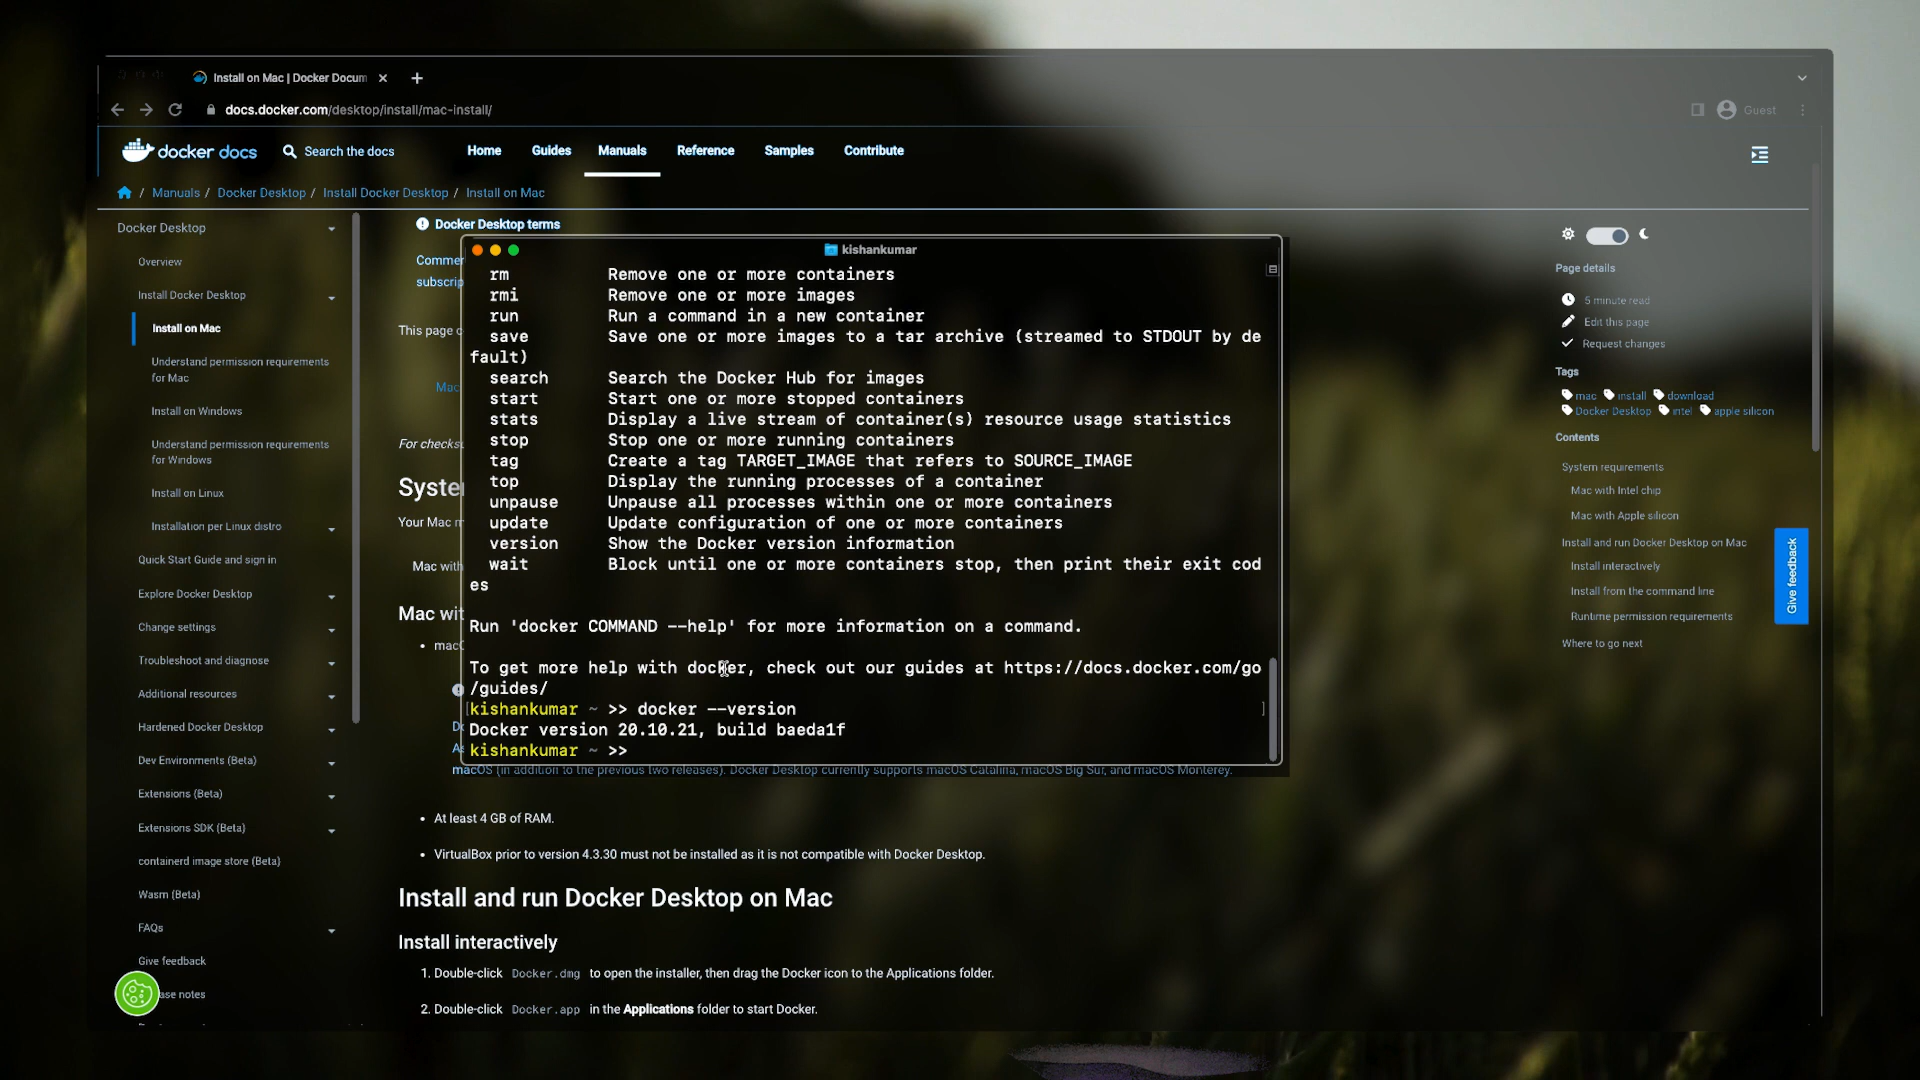 Install on Mac | Docker Docum
docs.docker.com/desktop/install/mac-install/
Guest
docker docs
Search the docs
Home
Guides
Manuals
Reference
Samples
Contribute
/ Manuals / Docker Desktop / Install Docker Desktop / Install on Mac
Docker Desktop
Overview
Install Docker Desktop
Install on Mac
Understand permission requirements
for Mac
Install on Windows
Understand permission requirements
for Windows
Install on Linux
Installation per Linux distro
Quick Start Guide and sign in
Explore Docker Desktop
Change settings
Troubleshoot and diagnose
Additional resources
Hardened Docker Desktop
Dev Environments (Beta)
Extensions (Beta)
Extensions SDK (Beta)
containerd image store (Beta)
Wasm (Beta)
FAQs
Give feedback
ase notes
Docker Desktop terms
Commer
subscrip
This page o
Mac
For checksu
Syste
Your Mac m
Mac with
Mac wit
macO
kishankumar
rm Remove one or more containers
rmi Remove one or more images
run Run a command in a new container
save Save one or more images to a tar archive (streamed to STDOUT by de
fault)
search Search the Docker Hub for images
start Start one or more stopped containers
stats Display a live stream of container(s) resource usage statistics
stop Stop one or more running containers
tag Create a tag TARGET_IMAGE that refers to SOURCE_IMAGE
top Display the running processes of a container
unpause Unpause all processes within one or more containers
update Update configuration of one or more containers
version Show the Docker version information
wait Block until one or more containers stop, then print their exit cod
es
Run 'docker COMMAND --help' for more information on a command.
To get more help with docker, check out our guides at https://docs.docker.com/go
/guides/
kishankumar ~ >> docker --version
Docker version 20.10.21, build baeda1f
kishankumar ~ >>
macOS (in addition to the previous two releases). Docker Desktop currently supports macOS Catalina, macOS Big Sur, and macOS Monterey.
At least 4 GB of RAM.
VirtualBox prior to version 4.3.30 must not be installed as it is not compatible with Docker Desktop.
Install and run Docker Desktop on Mac
Install interactively
1. Double-click Docker.dmg to open the installer, then drag the Docker icon to the Applications folder.
2. Double-click Docker.app in the Applications folder to start Docker.
Page details
5 minute read
Edit this page
Request changes
Tags
mac install download
Docker Desktop intel apple silicon
Contents
System requirements
Mac with Intel chip
Mac with Apple silicon
Install and run Docker Desktop on Mac
Install interactively
Install from the command line
Runtime permission requirements
Where to go next
Give feedback